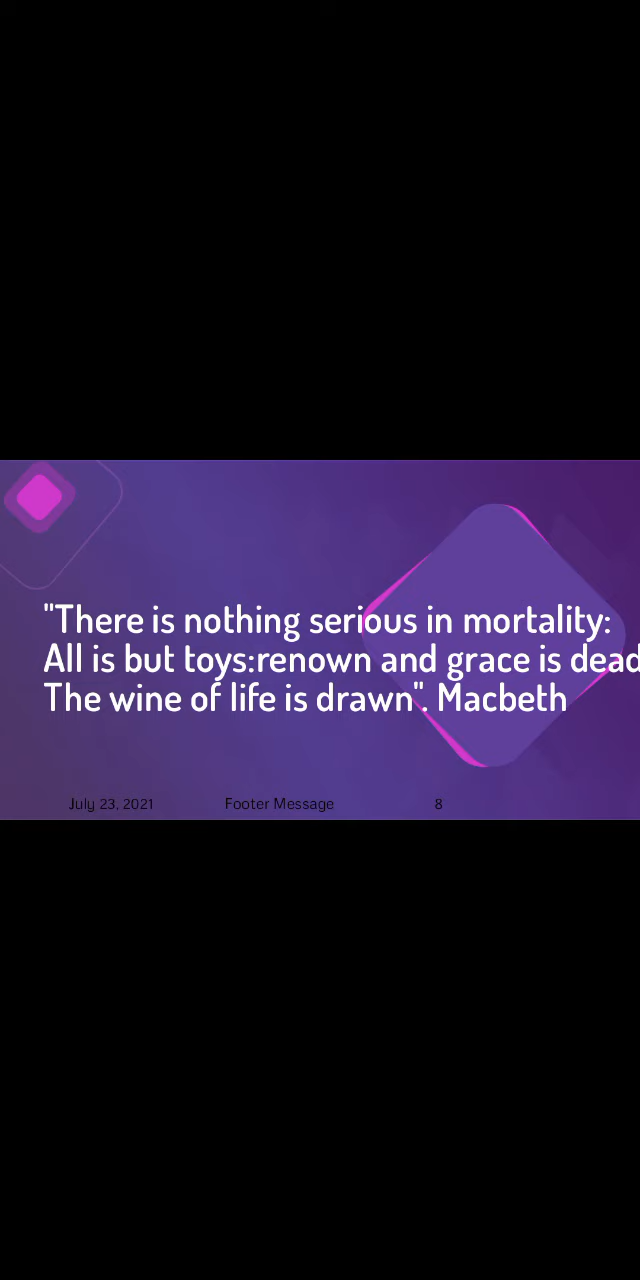 "There is nothing serious in mortality:
All is but toys:renown and grace is dead
The wine of life is drawn". Macbeth
July 23, 2021 Footer Message 8